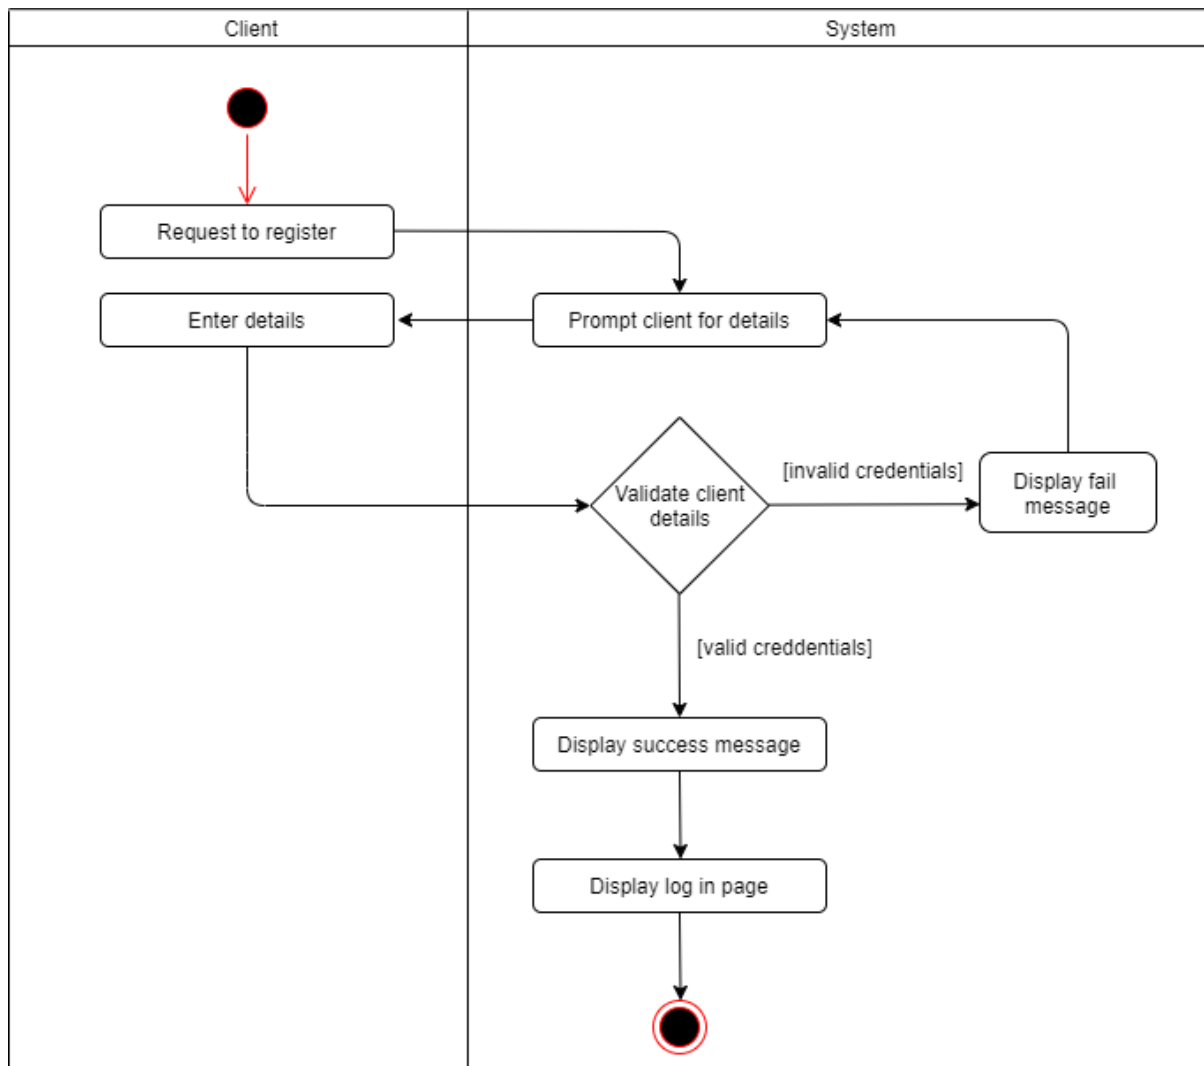 Client
System
Request to register
Enter details
Prompt client for details
Validate client
details
[invalid credentials]
Display fail
message
[valid creddentials]
Display success message
Display log in page